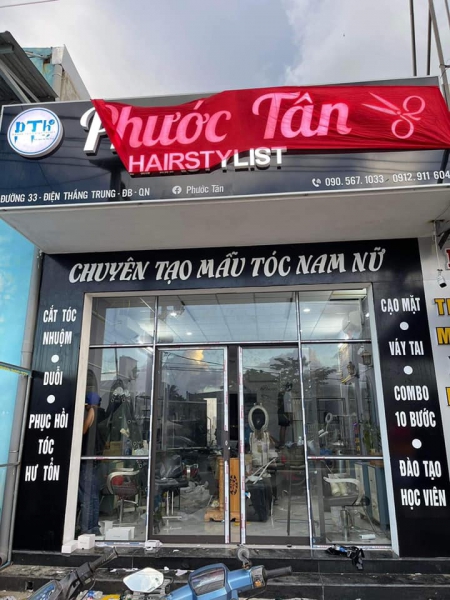 ĐTH
Phước Tân
HAIRSTYLIST
ĐƯỜNG 33 - ĐIỆN THẮNG TRUNG - ĐB - QN
Phước Tân
090. 567. 1033 - 0912. 911 604
CHUYÊN TẠO MẪU TÓC NAM NỮ
CẮT TÓC
NHUỘM
DUỖI
PHỤC HỒI
TÓC
HƯ TỔN
CẠO MẶT
VÁY TAI
COMBO
10 BƯỚC
ĐÀO TẠO
HỌC VIÊN